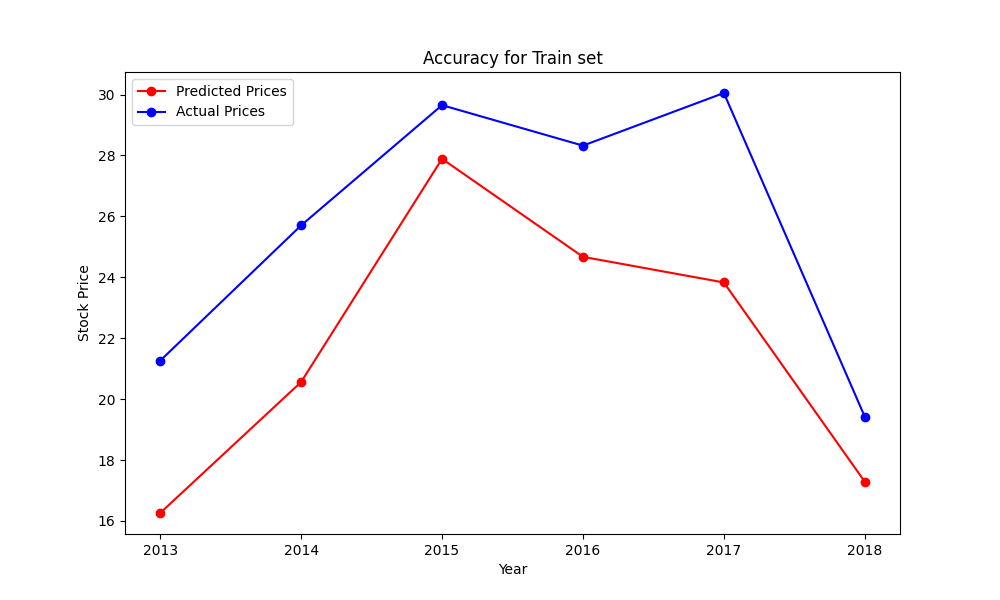 Accuracy for Train set
Predicted Prices
Actual Prices
30
28
26
24
22
20
18
16
Stock Price
2013 2014 2015 2016 2017 2018
Year